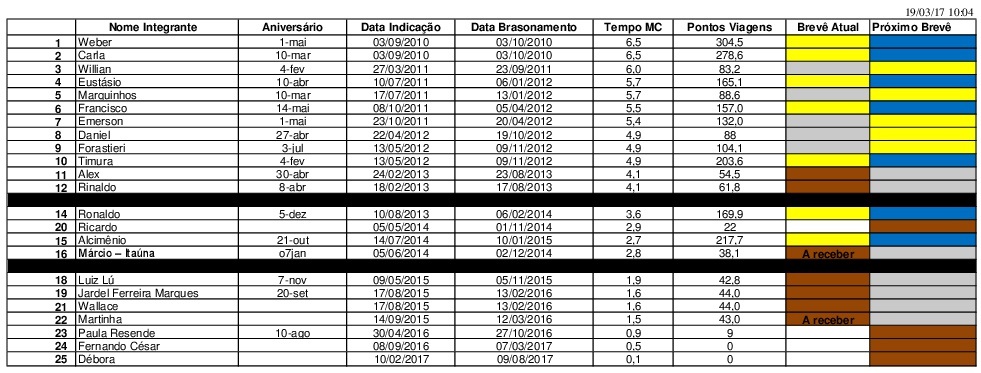 19/03/17 10:04
Nome Integrante Aniversário Data Indicação Data Brasonamento Tempo MC Pontos Viagens Brevê Atual Próximo Brevê
1 Weber 1-mai 03/09/2010 03/10/2010 6,5 304,5
2 Carla 10-mar 03/09/2010 03/10/2010 6,5 278,6
3 Willian 4-fev 27/03/2011 23/09/2011 6,0 83,2
4 Eustásio 10-abr 10/07/2011 06/01/2012 5,7 165,1
5 Marquinhos 10-mar 17/07/2011 13/01/2012 5,7 88,6
6 Francisco 14-mai 08/10/2011 05/04/2012 5,5 157,0
7 Emerson 1-mai 23/10/2011 20/04/2012 5,4 132,0
8 Daniel 27-abr 22/04/2012 19/10/2012 4,9 88
9 Forastieri 3-jul 13/05/2012 09/11/2012 4,9 104,1
10 Timura 4-fev 13/05/2012 09/11/2012 4,9 203,6
11 Alex 30-abr 24/02/2013 23/08/2013 4,1 54,5
12 Rinaldo 8-abr 18/02/2013 17/08/2013 4,1 61,8
14 Ronaldo 5-dez 10/08/2013 06/02/2014 3,6 169,9
20 Ricardo 05/05/2014 01/11/2014 2,9 22
15 Alcimênio 21-out 14/07/2014 10/01/2015 2,7 217,7
16 Márcio – Itaúna o7jan 05/06/2014 02/12/2014 2,8 38,1 A receber
18 Luiz Lú 7-nov 09/05/2015 05/11/2015 1,9 42,8
19 Jardel Ferreira Marques 20-set 17/08/2015 13/02/2016 1,6 44,0
21 Wallace 17/08/2015 13/02/2016 1,6 44,0
22 Martinha 14/09/2015 12/03/2016 1,5 43,0 A receber
23 Paula Resende 10-ago 30/04/2016 27/10/2016 0,9 9
24 Fernando César 08/09/2016 07/03/2017 0,5 0
25 Débora 10/02/2017 09/08/2017 0,1 0